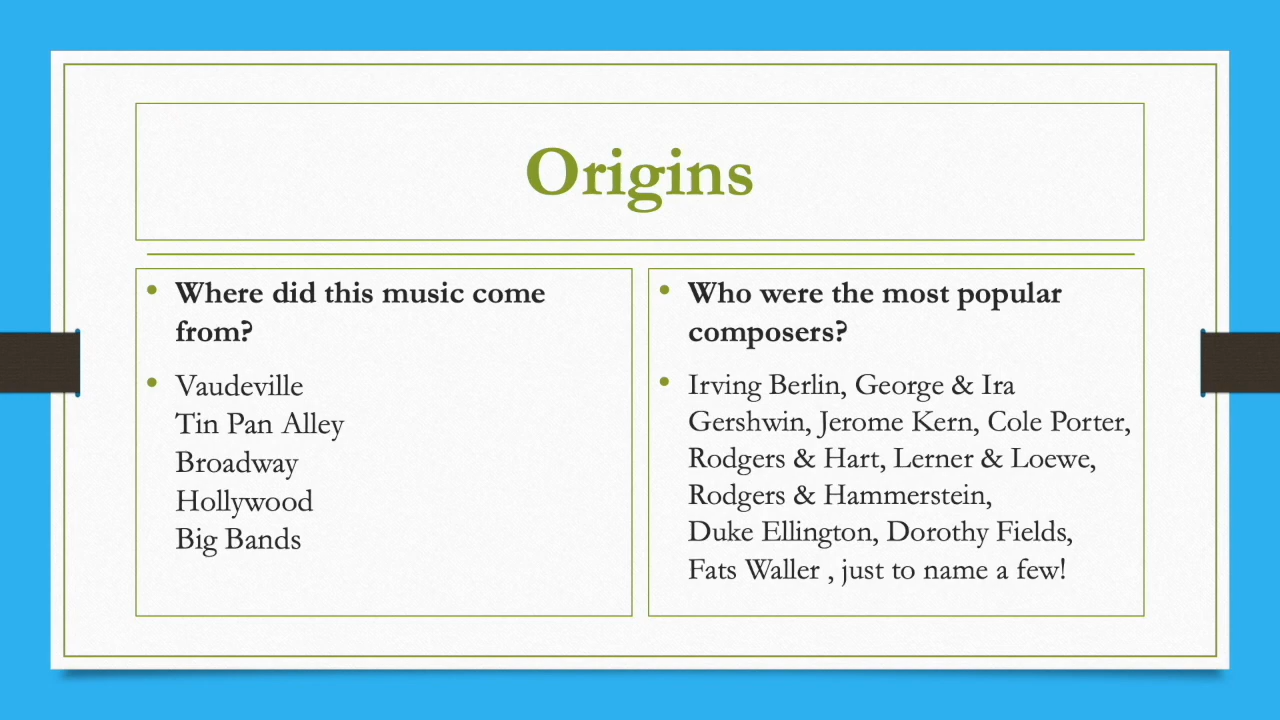 Origins
• Where did this music come
from?
• Vaudeville
Tin Pan Alley
Broadway
Hollywood
Big Bands
• Who were the most popular
composers?
• Irving Berlin, George & Ira
Gershwin, Jerome Kern, Cole Porter,
Rodgers & Hart, Lerner & Loewe,
Rodgers & Hammerstein,
Duke Ellington, Dorothy Fields,
Fats Waller , just to name a few!